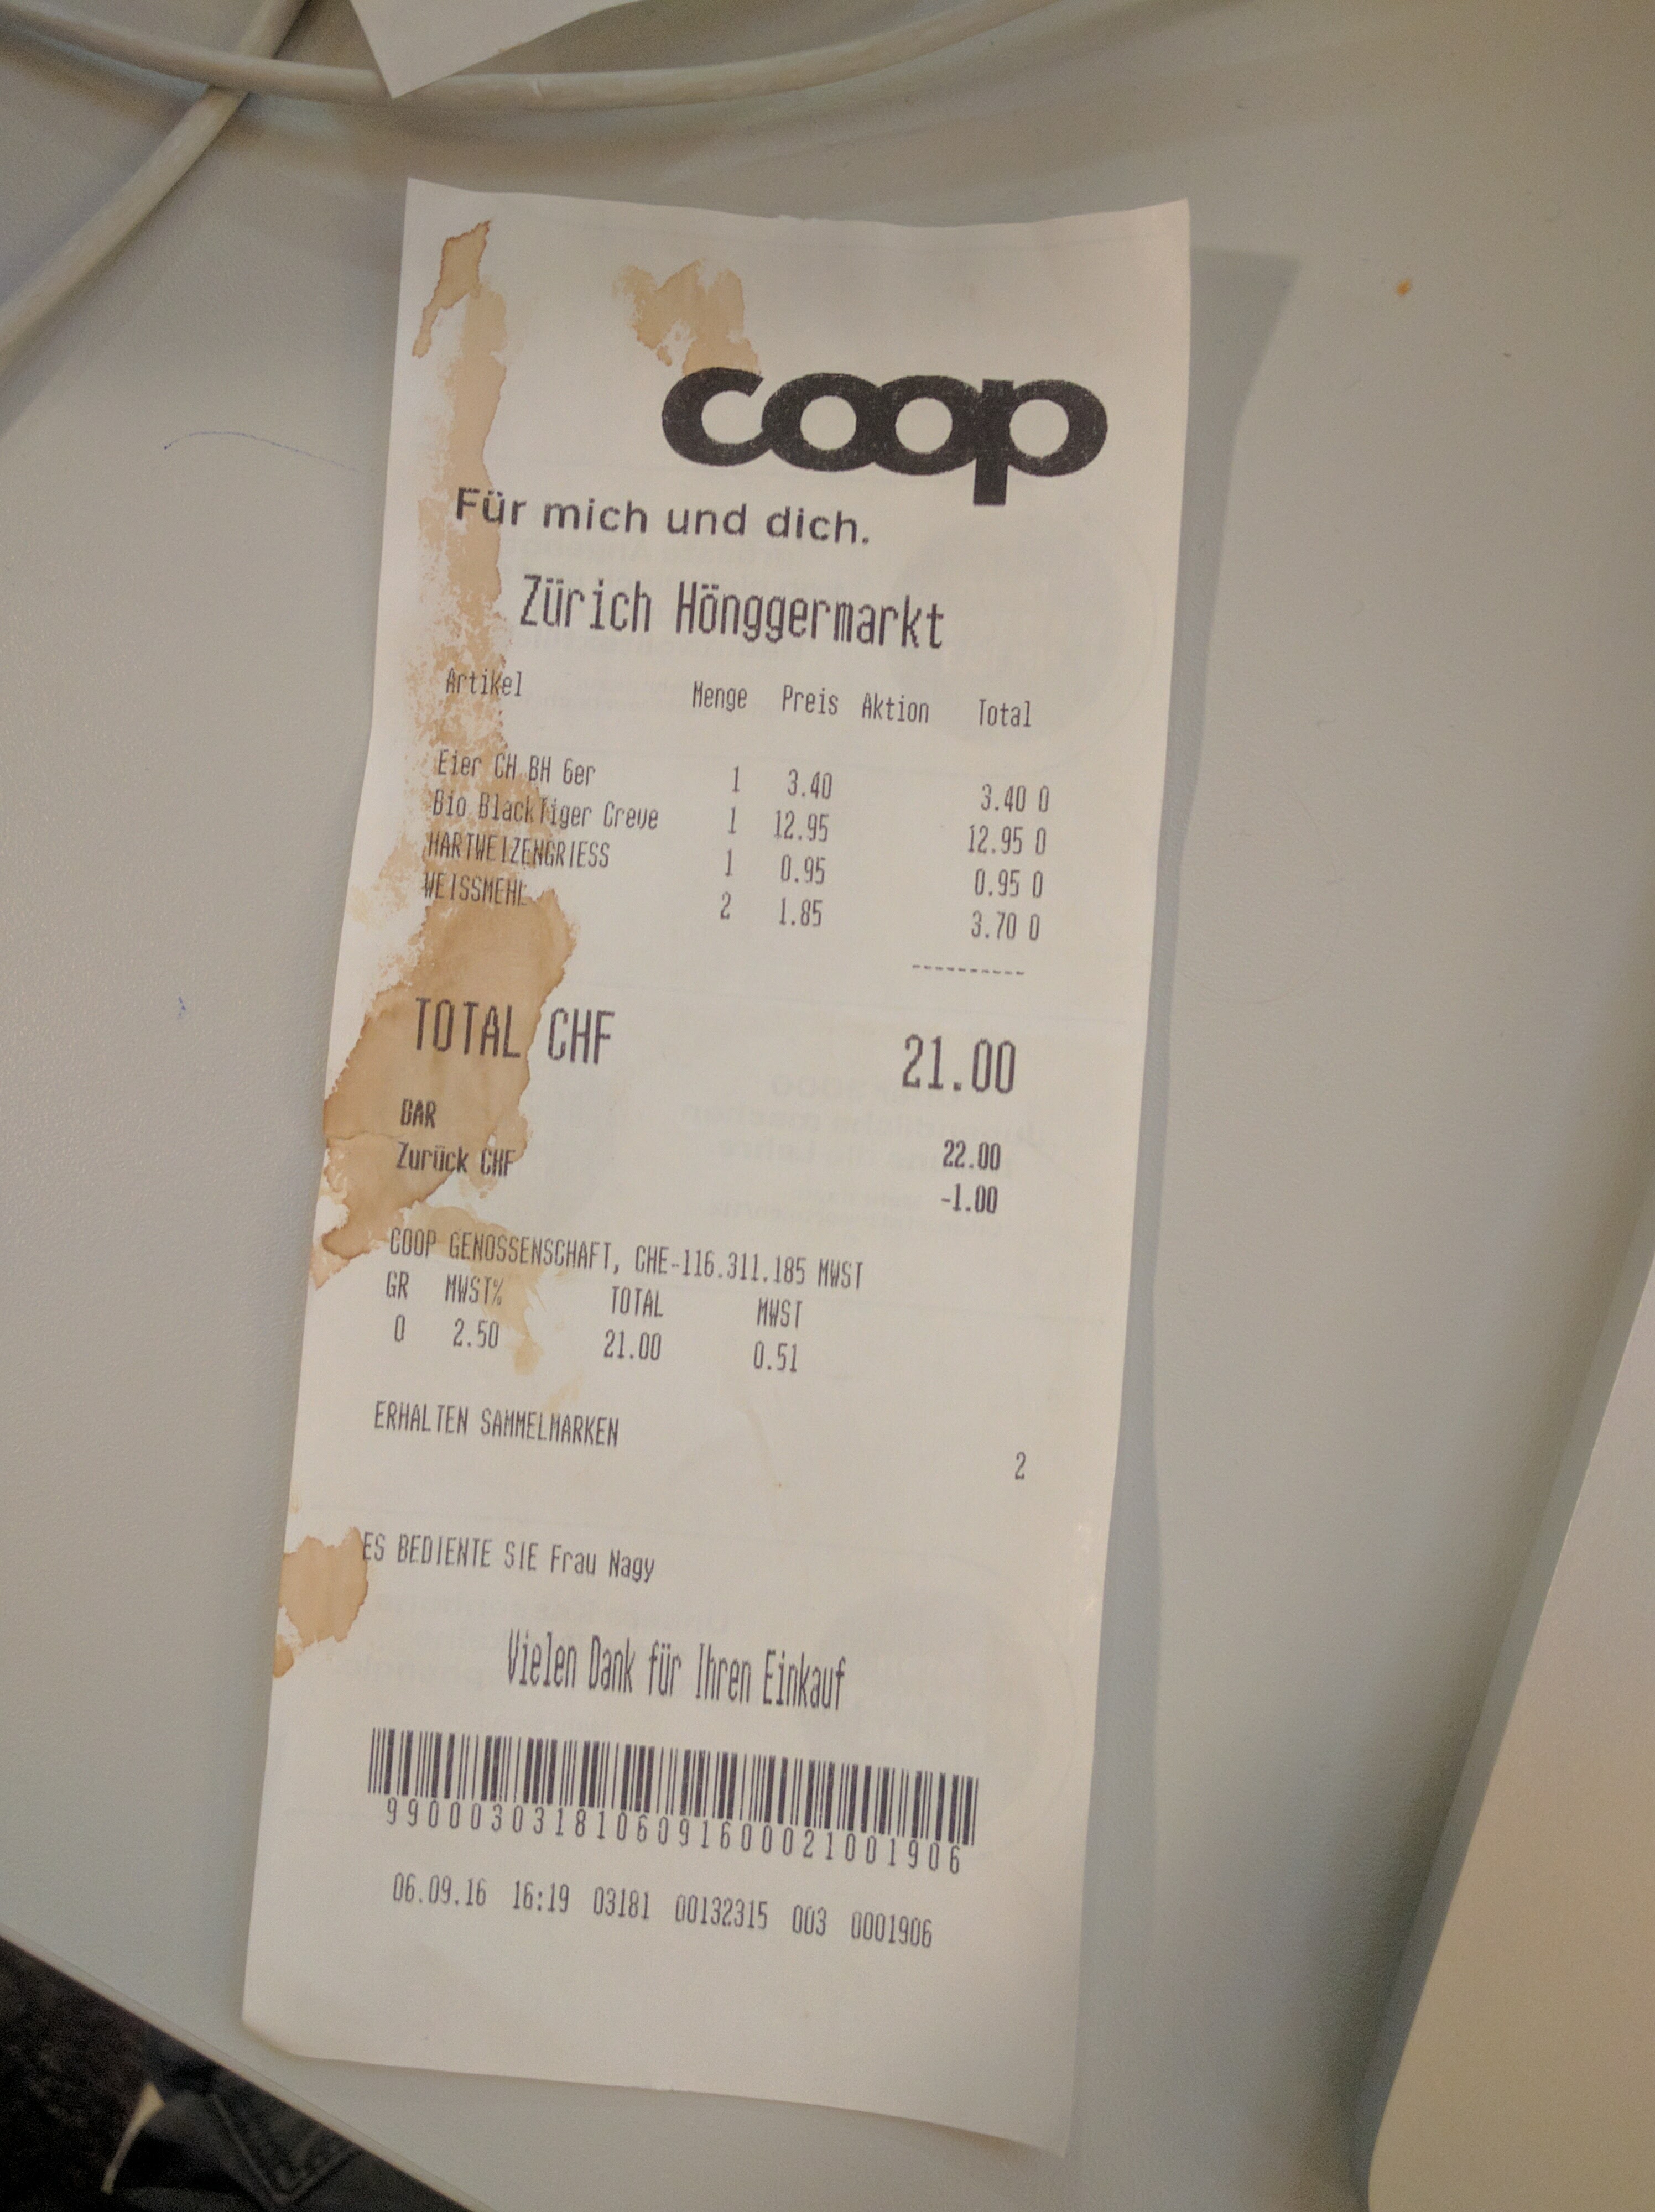 coop
Für mich und dich.
Zürich Hönggermarkt
Artikel Menge Preis Aktion Total
Eier CH BH 6er 1 3.40 3.40 0
Bio BlackTiger Creve 1 12.95 12.95 0
HARTWEIZENGRIESS 1 0.95 0.95 0
WEISSMEHL 2 1.85 3.70 0
----------
TOTAL CHF 21.00
BAR 22.00
Zurück CHF -1.00
COOP GENOSSENSCHAFT, CHE-116.311.185 MWST
GR MWST% TOTAL MWST
0 2.50 21.00 0.51
ERHALTEN SAMMELMARKEN 2
ES BEDIENTE SIE Frau Nagy
Vielen Dank für Ihren Einkauf
9900030318106091600021001906
06.09.16 16:19 03181 00132315 003 0001906